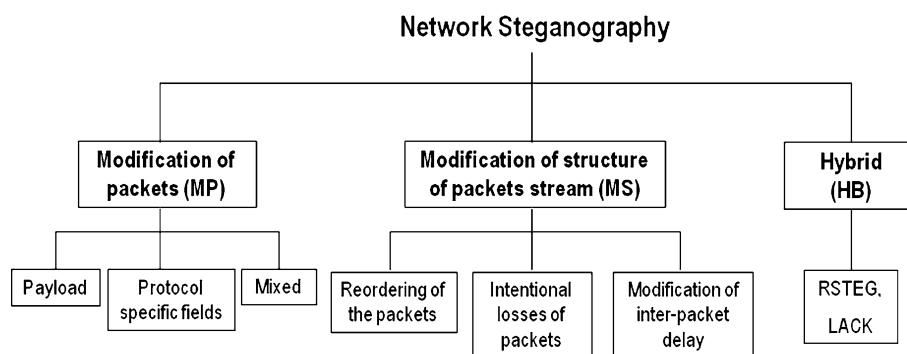 Network Steganography
Modification of
packets (MP)
Modification of structure
of packets stream (MS)
Hybrid
(HB)
Payload
Protocol
specific fields
Mixed
Reordering of
the packets
Intentional
losses of
packets
Modification of
inter-packet
delay
RSTEG,
LACK